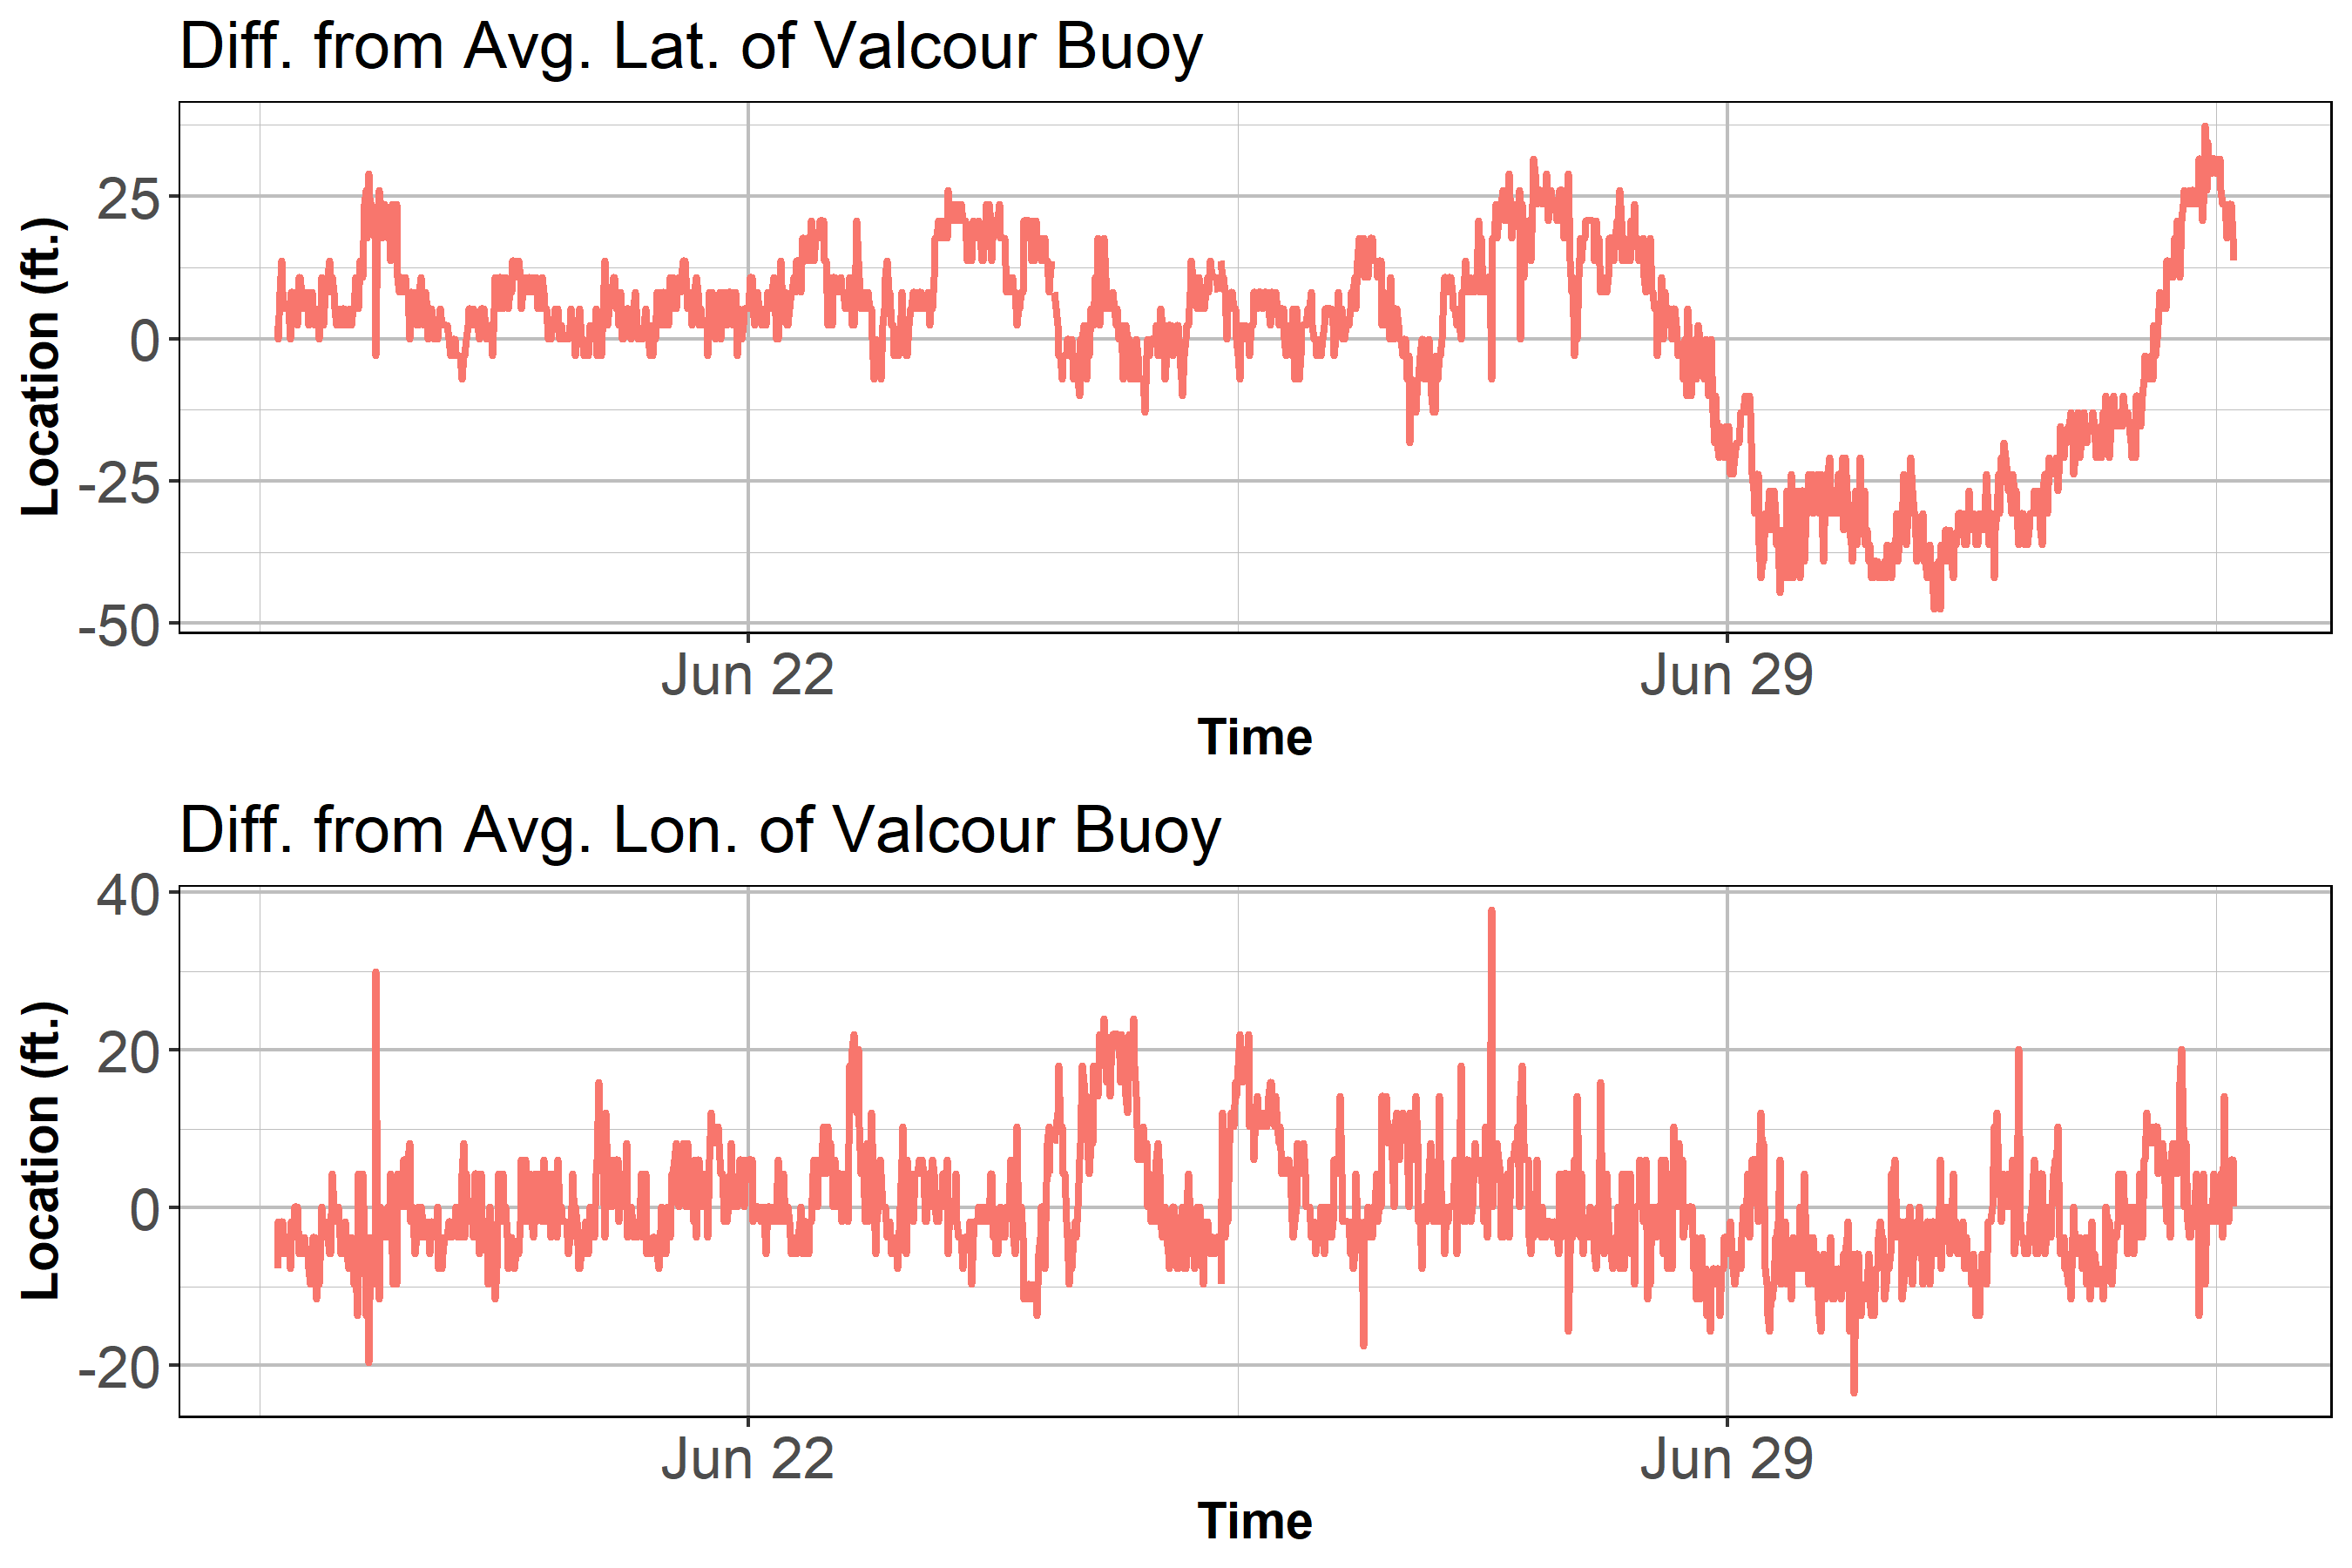 Diff. from Avg. Lat. of Valcour Buoy
Location (ft.)
25
0
-25
-50
Jun 22
Jun 29
Time
Diff. from Avg. Lon. of Valcour Buoy
Location (ft.)
40
20
0
-20
Jun 22
Jun 29
Time